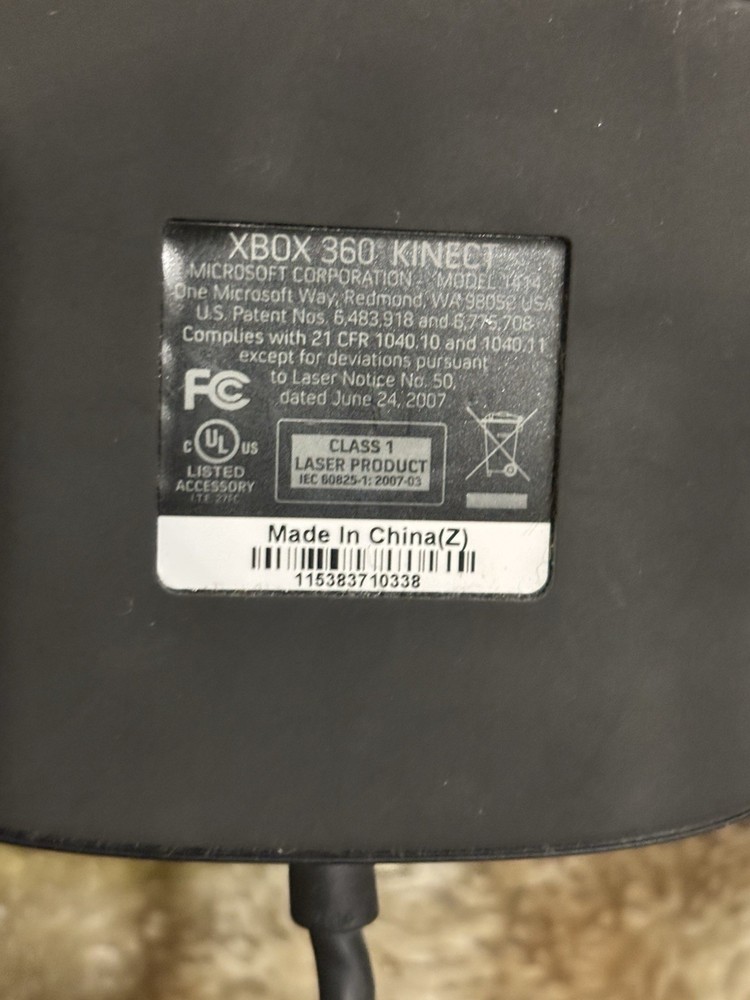 XBOX 360 KINECT
MICROSOFT CORPORATION MODEL 1414
One Microsoft Way, Redmond, WA 98052 USA
U.S. Patent Nos. 6,483,918 and 6,775,708
Complies with 21 CFR 1040.10 and 1040.11
except for deviations pursuant
to Laser Notice No. 50,
dated June 24, 2007
FC
C UL US
LISTED
ACCESSORY
I.T.E. 27FC
CLASS 1
LASER PRODUCT
IEC 60825-1: 2007-03
Made In China(Z)
115383710338